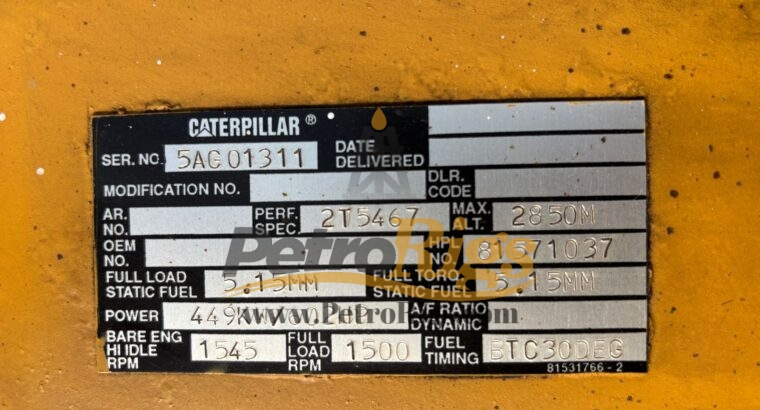 CATERPILLAR®
SER. NO. 5AG01311 DATE DELIVERED
MODIFICATION NO. DLR. CODE
AR. NO. PERF. SPEC. 2T5467 MAX. ALT. 2850M
OEM NO. HPL NO. 81571037
PetroRigs
FULL LOAD STATIC FUEL 5.15MM FULL TORQ. STATIC FUEL 5.15MM
www.PetroRigs.com
POWER 449KW 602HP A/F RATIO DYNAMIC
BARE ENG HI IDLE RPM 1545 FULL LOAD RPM 1500 FUEL TIMING BTC30DEG
81531766-2